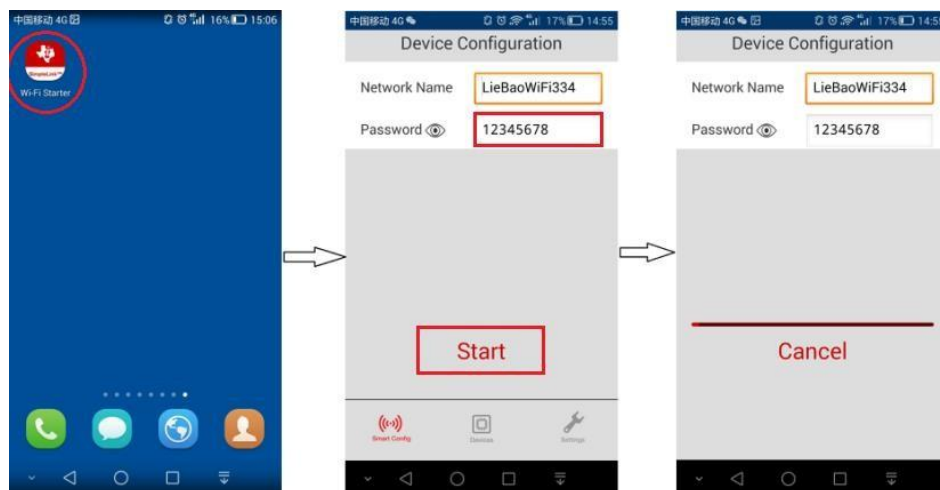 中国移动 4G 16% 15:06
SimpleLink™
Wi-Fi Starter
中国移动 4G 17% 14:55
Device Configuration
Network Name LieBaoWiFi334
Password 12345678
Start
Smart Config Devices Settings
中国移动 4G 17% 14:55
Device Configuration
Network Name LieBaoWiFi334
Password 12345678
Cancel